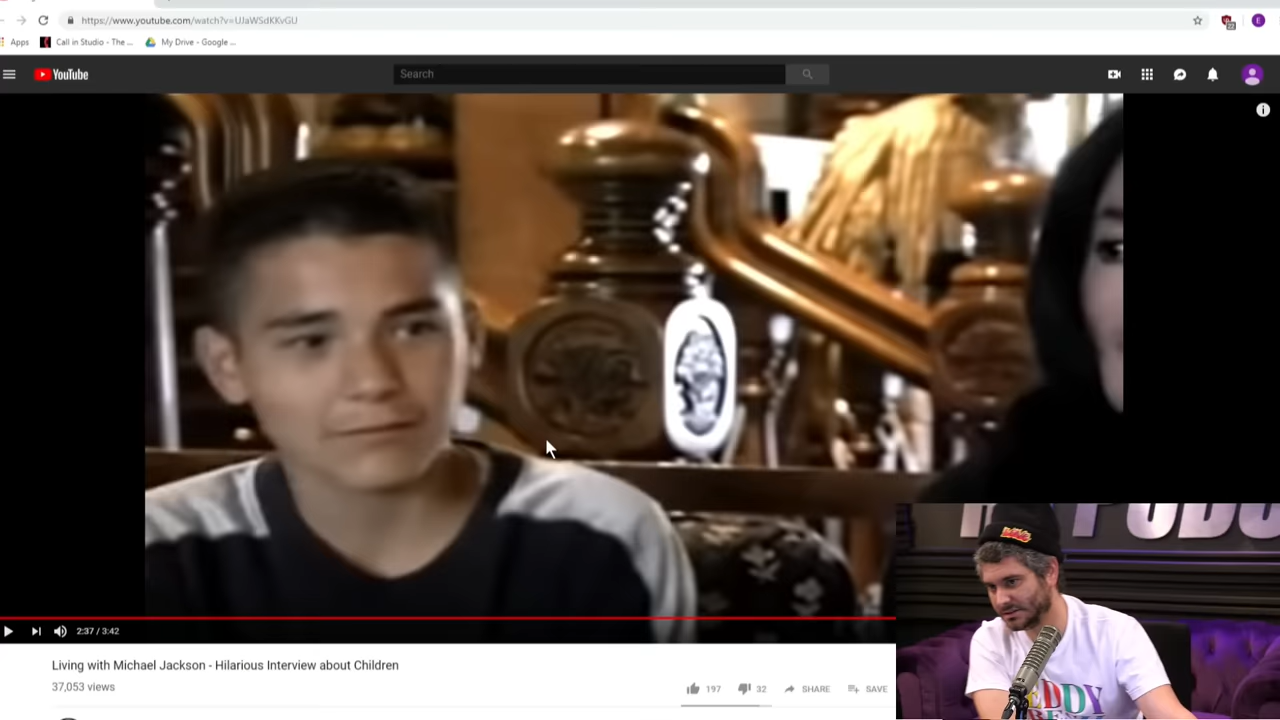 https://www.youtube.com/watch?v=UJaWSdKKvGU
Apps
Call in Studio - The ...
My Drive - Google ...
E
YouTube
Search
2:37 / 3:42
Living with Michael Jackson - Hilarious Interview about Children
37,053 views
197
32
SHARE
SAVE